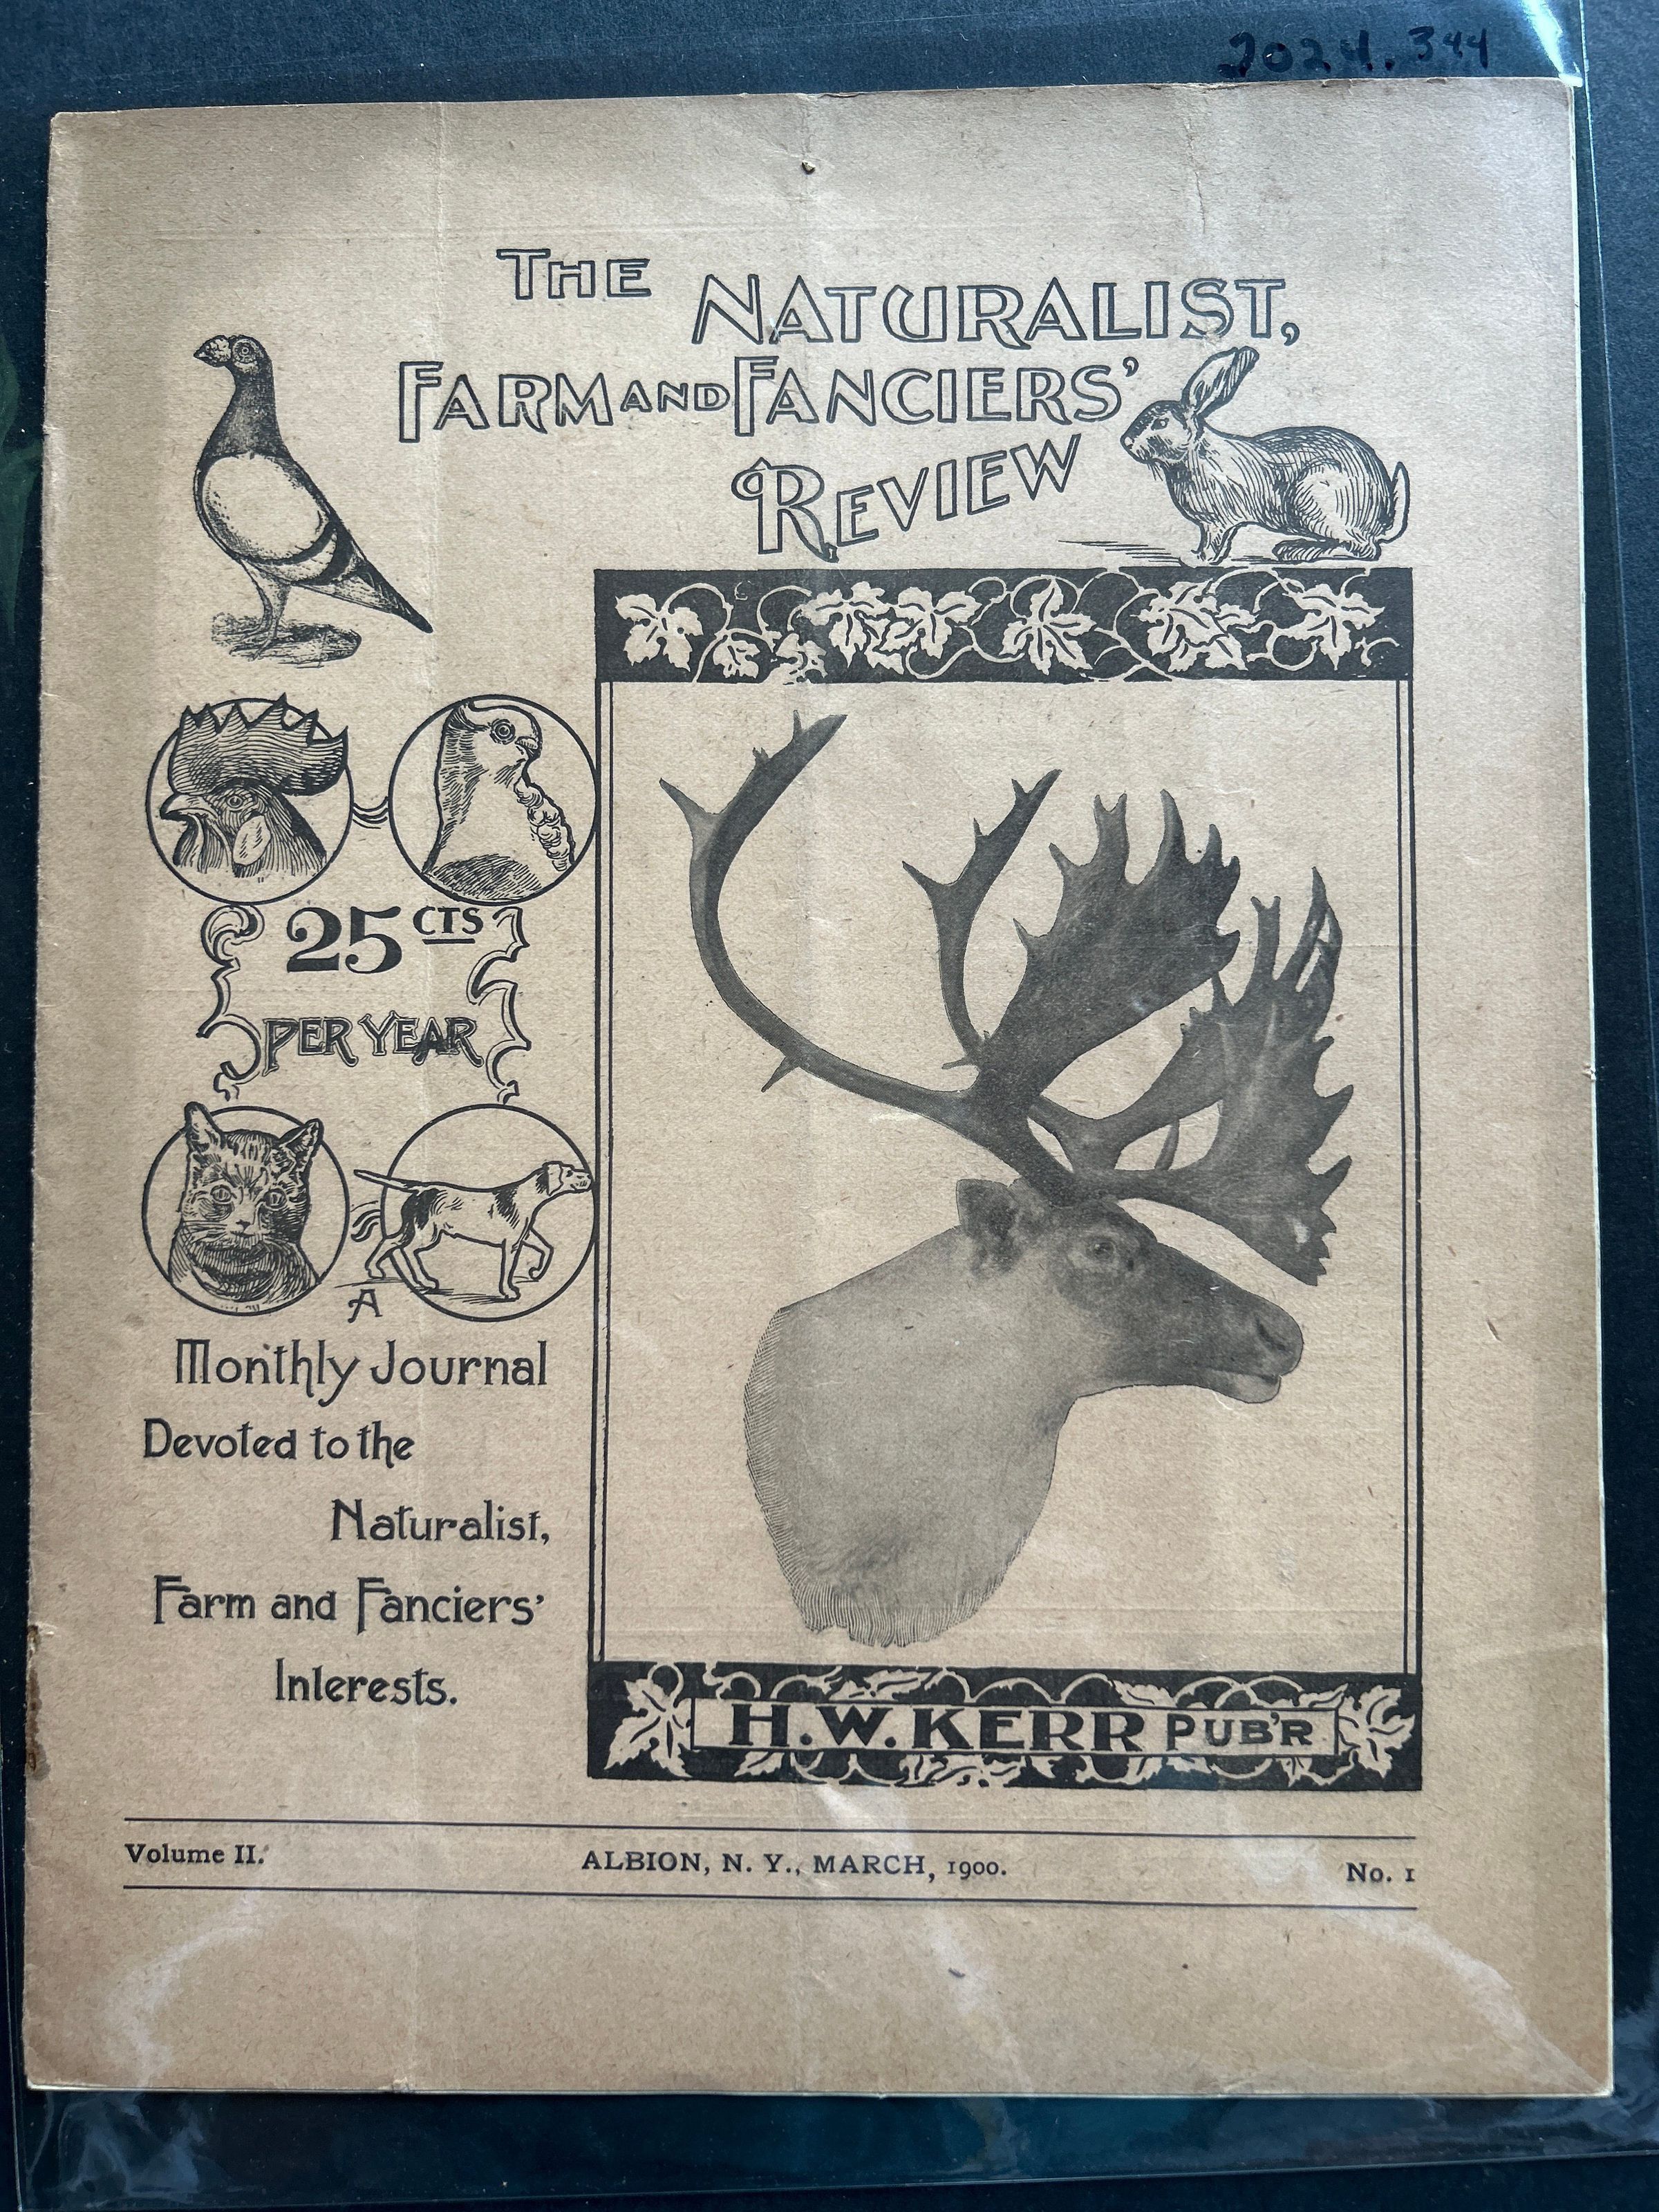 2024.344
THE NATURALIST,
FARM AND FANCIERS'
REVIEW
25 CTS
PER YEAR
A
Monthly Journal
Devoted to the
Naturalist,
Farm and Fanciers'
Interests.
H.W. KERR PUB'R
Volume II. ALBION, N. Y., MARCH, 1900. No. 1